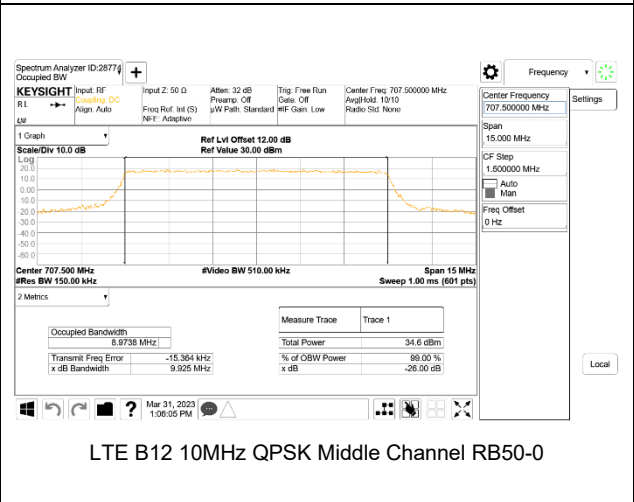 Spectrum Analyzer ID:28774
Occupied BW
Frequency
KEYSIGHT
Input: RF
Coupling: DC
Align: Auto
Input Z: 50 Ω
Freq Ref: Int (S)
NFE: Adaptive
Atten: 32 dB
Preamp: Off
µW Path: Standard
Trig: Free Run
Gate: Off
#IF Gain: Low
Center Freq: 707.500000 MHz
Avg|Hold: 10/10
Radio Std: None
RL
Center Frequency
707.500000 MHz
Settings
Span
15.000 MHz
CF Step
1.500000 MHz
Auto
Man
Freq Offset
0 Hz
Local
1 Graph
Scale/Div 10.0 dB
Ref Lvl Offset 12.00 dB
Ref Value 30.00 dBm
Log
20.0
10.0
0.00
-10.0
-20.0
-30.0
-40.0
-50.0
-60.0
Center 707.500 MHz
#Video BW 510.00 kHz
Span 15 MHz
#Res BW 150.00 kHz
Sweep 1.00 ms (601 pts)
2 Metrics
Measure Trace
Trace 1
Occupied Bandwidth
8.9738 MHz
Total Power
34.6 dBm
Transmit Freq Error
-15.364 kHz
% of OBW Power
99.00 %
x dB Bandwidth
9.925 MHz
x dB
-26.00 dB
?
Mar 31, 2023
1:06:05 PM
LTE B12 10MHz QPSK Middle Channel RB50-0